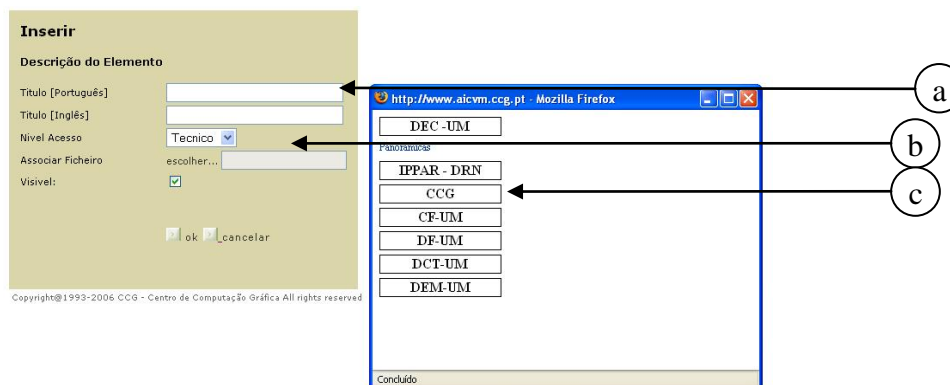 Inserir
Descrição do Elemento
Titulo [Português]
Titulo [Inglês]
Nivel Acesso Tecnico
Associar Ficheiro escolher...
Visivel:
ok _cancelar
Copyright@1993-2006 CCG - Centro de Computação Gráfica All rights reserved
http://www.aicvm.ccg.pt - Mozilla Firefox
DEC -UM
Panorâmicas
IPPAR - DRN
CCG
CF-UM
DF-UM
DCT-UM
DEM-UM
Concluído
a
b
c